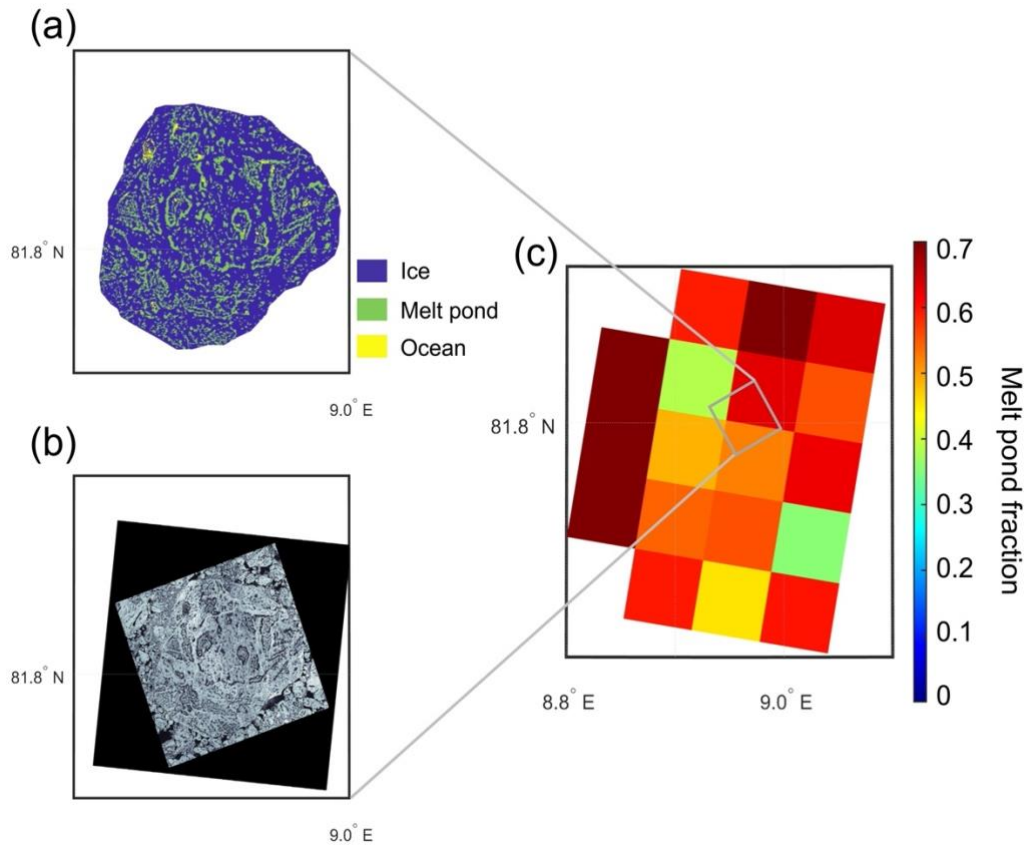 (a)
81.8° N
9.0° E
Ice
Melt pond
Ocean
(b)
81.8° N
9.0° E
(c)
81.8° N
8.8° E
9.0° E
0.7
0.6
0.5
0.4
0.3
0.2
0.1
0
Melt pond fraction